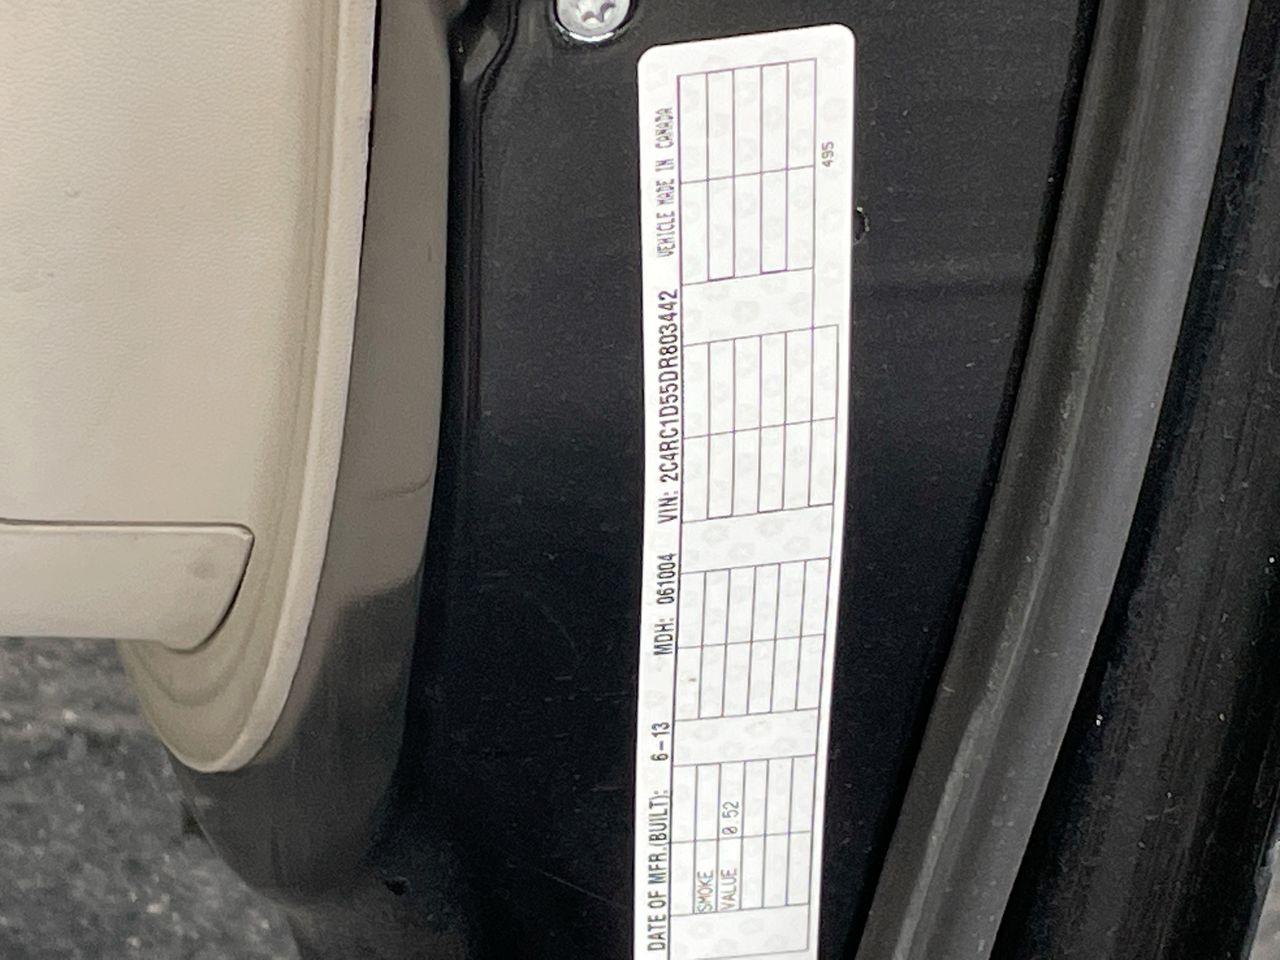 DATE OF MFR.(BUILT): 6-13 MDH: 061004 VIN: 2C4RC1D55DR803442 VEHICLE MADE IN CANADA
SMOKE
VALUE 0.52
495